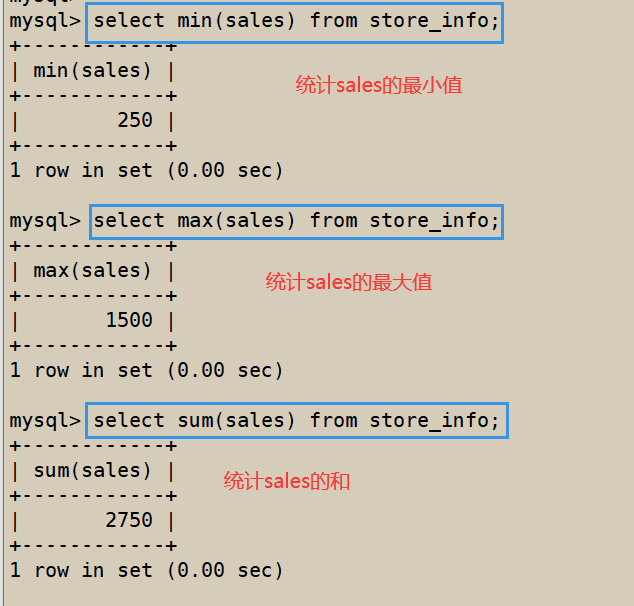 mysql> select min(sales) from store_info;
+------------+
| min(sales) |
+------------+
|        250 |
+------------+
1 row in set (0.00 sec)
统计sales的最小值
mysql> select max(sales) from store_info;
+------------+
| max(sales) |
+------------+
|       1500 |
+------------+
1 row in set (0.00 sec)
统计sales的最大值
mysql> select sum(sales) from store_info;
+------------+
| sum(sales) |
+------------+
|       2750 |
+------------+
1 row in set (0.00 sec)
统计sales的和